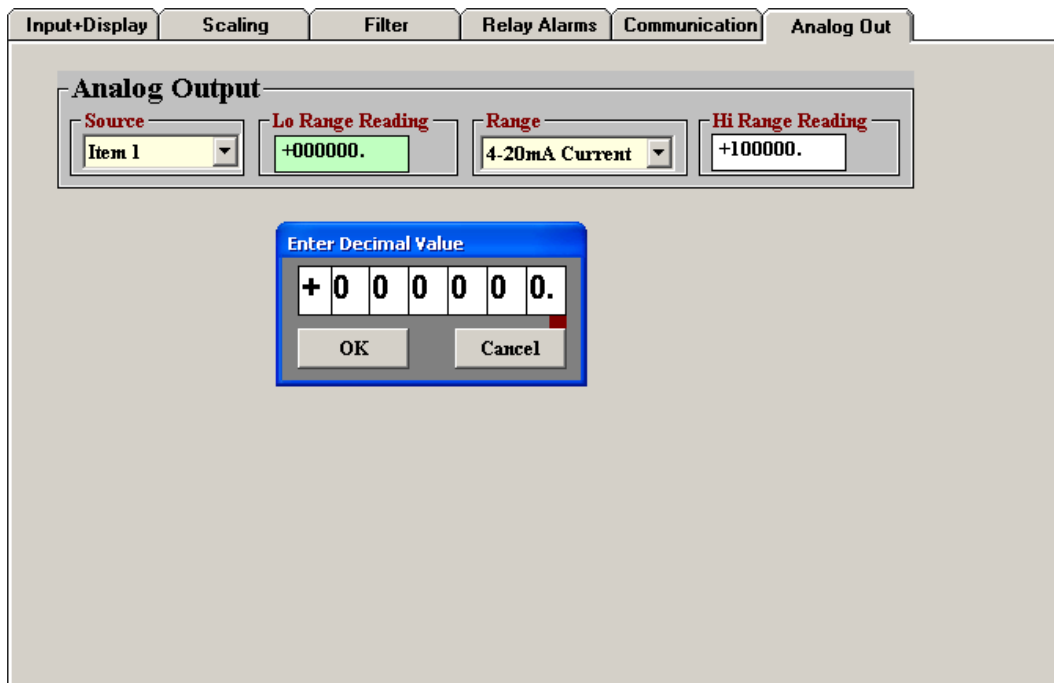 Input+Display Scaling Filter Relay Alarms Communication Analog Out
Analog Output
Source Lo Range Reading Range Hi Range Reading
Item 1 +000000. 4-20mA Current +100000.
Enter Decimal Value
+ 0 0 0 0 0 0.
OK Cancel